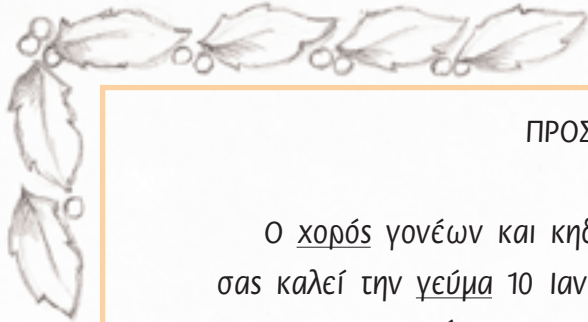 ΠΡΟΣ
Ο χορός γονέων και κηδ
σας καλεί την γεύμα 10 Ιαν